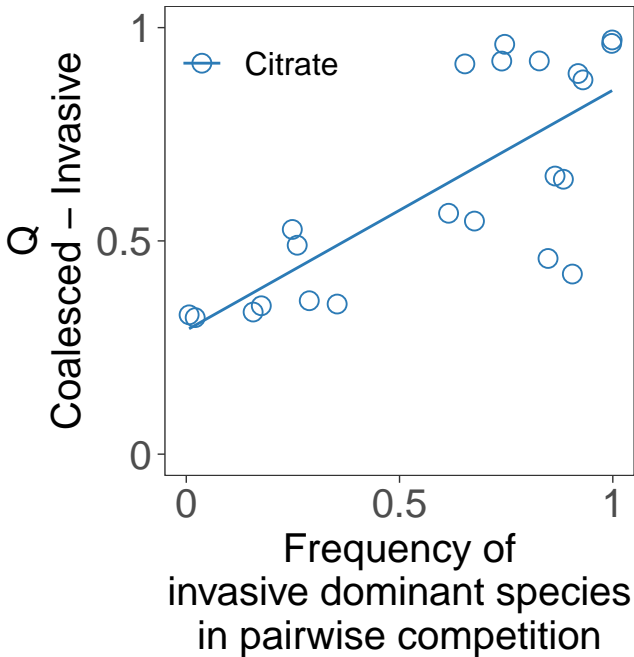 Q
Coalesced – Invasive
1
0.5
0
Citrate
0
0.5
1
Frequency of
invasive dominant species
in pairwise competition